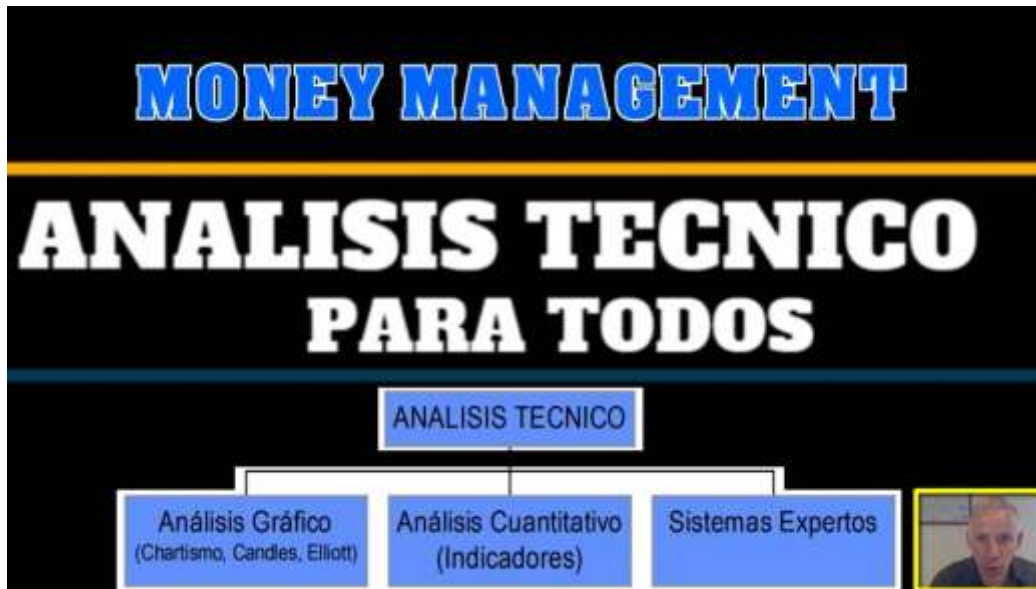 MONEY MANAGEMENT
ANALISIS TECNICO
PARA TODOS
ANALISIS TECNICO
Análisis Gráfico
(Chartismo, Candles, Elliott)
Análisis Cuantitativo
(Indicadores)
Sistemas Expertos